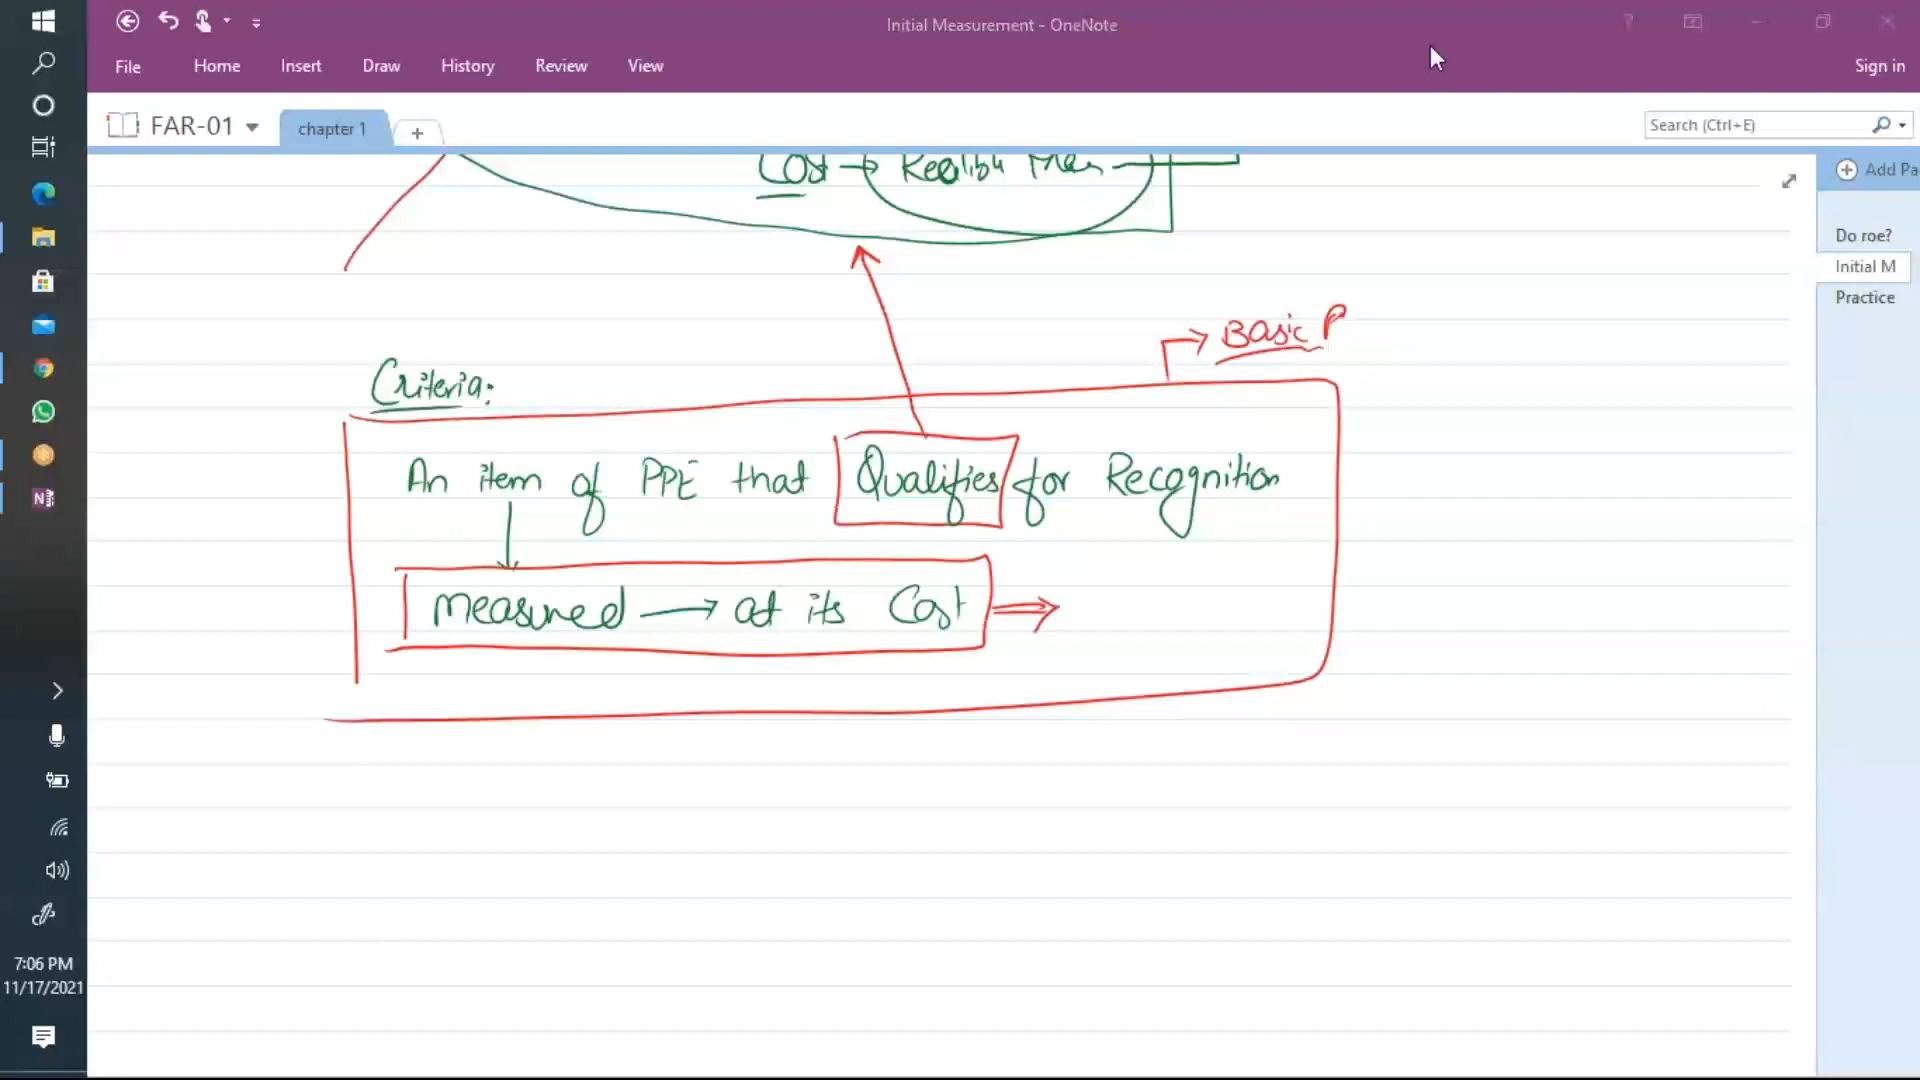 Initial Measurement - OneNote
File Home Insert Draw History Review View Sign in
FAR-01 chapter 1 + Search (Ctrl+E)
Add Pa
Do roe?
Initial M
Practice
Cost →
→ Basic P
Criteria:
An item of PPE that Qualifies for Recognition
measured → at its Cost ⇒
7:06 PM
11/17/2021